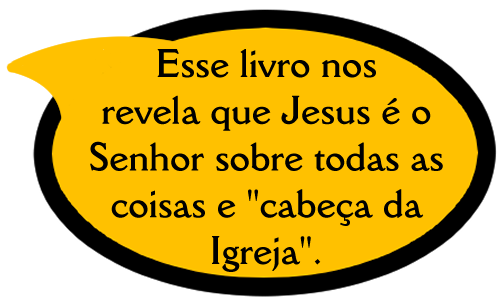 Esse livro nos
revela que Jesus é o
Senhor sobre todas as
coisas e "cabeça da
Igreja".